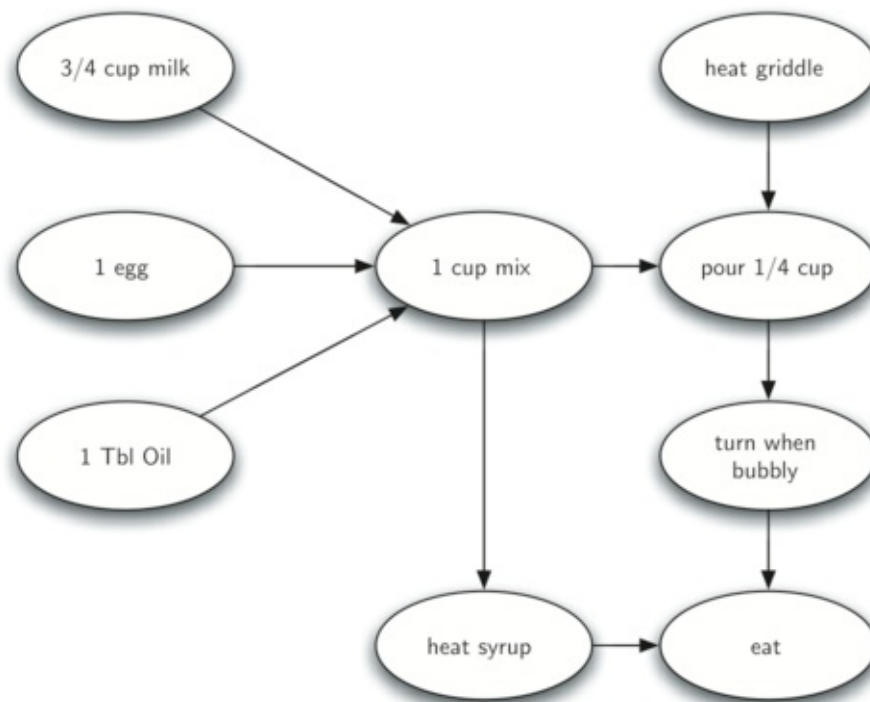 3/4 cup milk
heat griddle
1 egg
1 cup mix
pour 1/4 cup
1 Tbl Oil
turn when
bubbly
heat syrup
eat